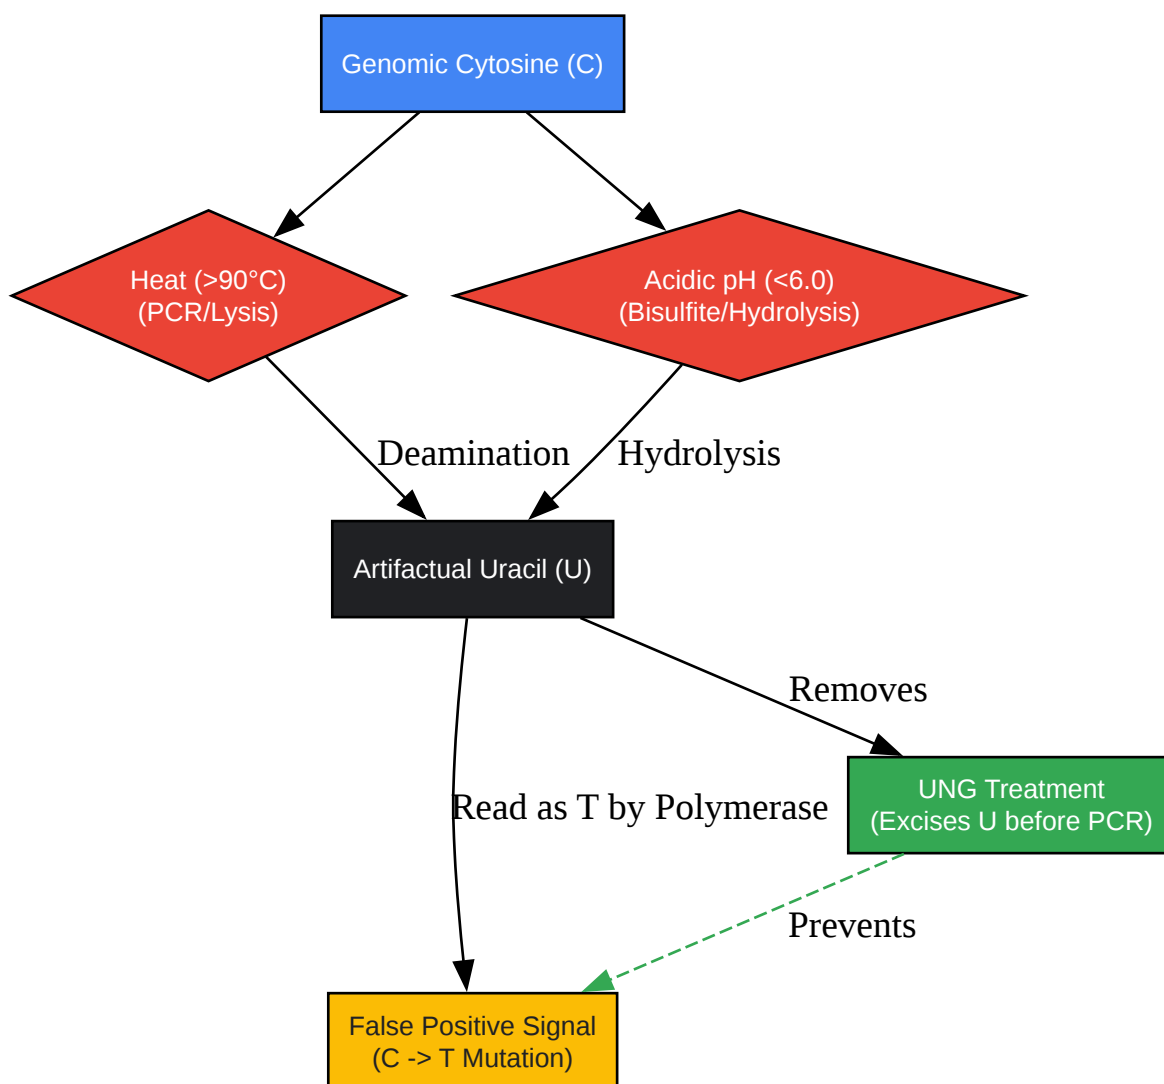 Genomic Cytosine (C)
Heat (>90°C)
(PCR/Lysis)
Acidic pH (<6.0)
(Bisulfite/Hydrolysis)
Deamination
Hydrolysis
Artifactual Uracil (U)
Removes
UNG Treatment
(Excises U before PCR)
Read as T by Polymerase
Prevents
False Positive Signal
(C -> T Mutation)